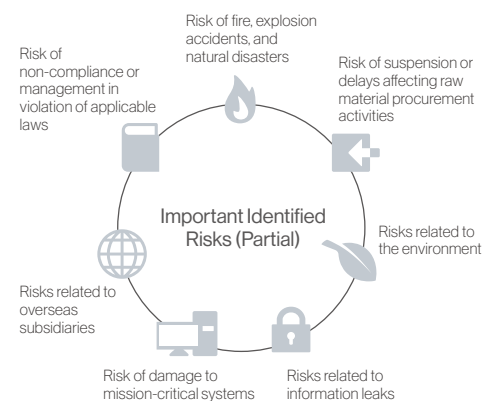 Risk of fire, explosion
accidents, and
natural disasters
Risk of suspension or
delays affecting raw
material procurement
activities
Risks related to
the environment
Risks related to
information leaks
Risk of damage to
mission-critical systems
Risks related to
overseas
subsidiaries
Risk of
non-compliance or
management in
violation of applicable
laws
Important Identified
Risks (Partial)